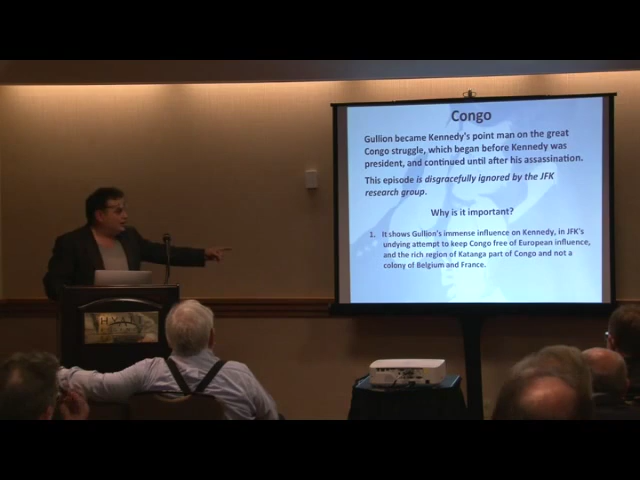 Congo
Gullion became Kennedy's point man on the great
Congo struggle, which began before Kennedy was
president, and continued until after his assassination.
This episode is disgracefully ignored by the JFK
research group.
Why is it important?
1. It shows Gullion's immense influence on Kennedy, in JFK's
undying attempt to keep Congo free of European influence,
and the rich region of Katanga part of Congo and not a
colony of Belgium and France.
HYATT